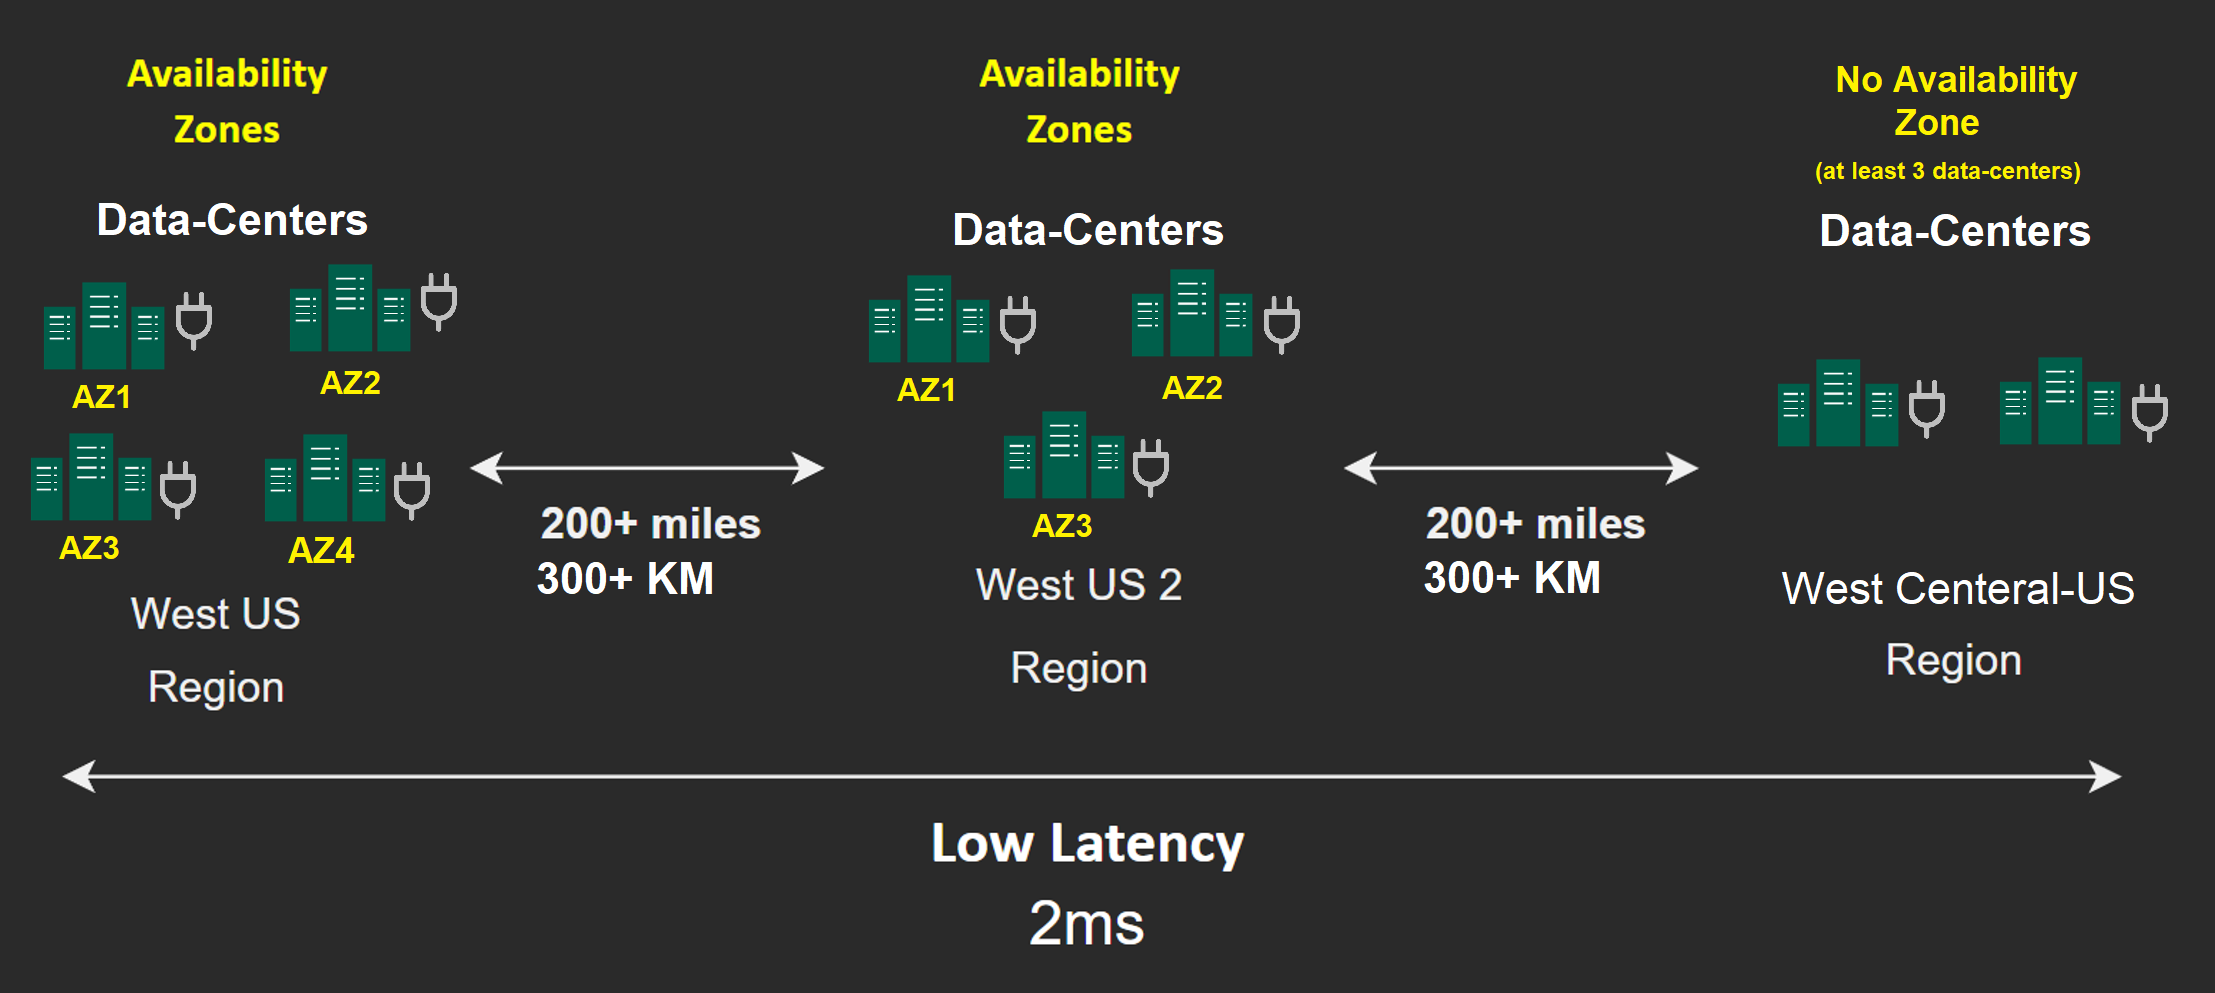 Availability
Zones
Data-Centers
AZ1
AZ2
AZ3
AZ4
West US
Region
200+ miles
300+ KM
Availability
Zones
Data-Centers
AZ1
AZ2
AZ3
West US 2
Region
200+ miles
300+ KM
No Availability
Zone
(at least 3 data-centers)
Data-Centers
West Centeral-US
Region
Low Latency
2ms